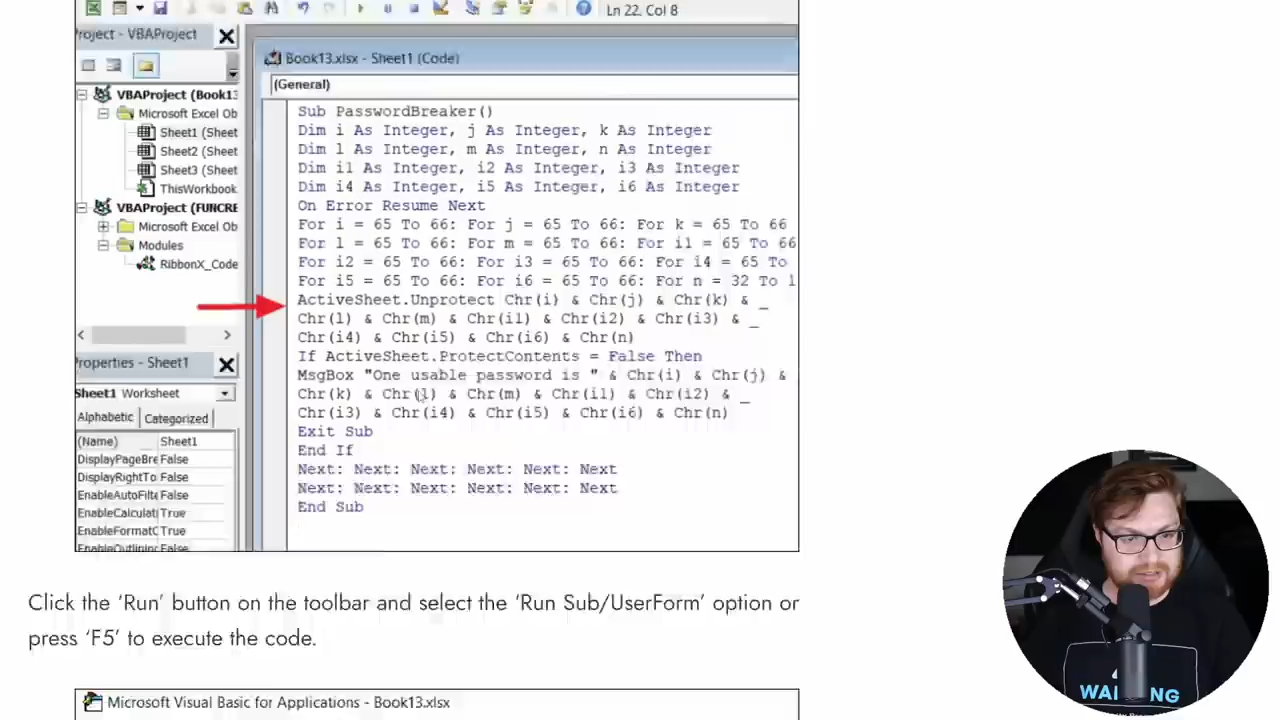 Ln 22, Col 8
Project - VBAProject
Book13.xlsx - Sheet1 (Code)
(General)
VBAProject (Book13
Microsoft Excel Ob
Sheet1 (Sheet
Sheet2 (Sheet
Sheet3 (Sheet
ThisWorkbook
VBAProject (FUNCRE
Microsoft Excel Ob
Modules
RibbonX_Code
Sub PasswordBreaker()
Dim i As Integer, j As Integer, k As Integer
Dim l As Integer, m As Integer, n As Integer
Dim i1 As Integer, i2 As Integer, i3 As Integer
Dim i4 As Integer, i5 As Integer, i6 As Integer
On Error Resume Next
For i = 65 To 66: For j = 65 To 66: For k = 65 To 66
For l = 65 To 66: For m = 65 To 66: For i1 = 65 To 66
For i2 = 65 To 66: For i3 = 65 To 66: For i4 = 65 To
For i5 = 65 To 66: For i6 = 65 To 66: For n = 32 To 1
ActiveSheet.Unprotect Chr(i) & Chr(j) & Chr(k) & _
Chr(l) & Chr(m) & Chr(i1) & Chr(i2) & Chr(i3) & _
Chr(i4) & Chr(i5) & Chr(i6) & Chr(n)
If ActiveSheet.ProtectContents = False Then
MsgBox "One usable password is " & Chr(i) & Chr(j) &
Chr(k) & Chr(l) & Chr(m) & Chr(i1) & Chr(i2) & _
Chr(i3) & Chr(i4) & Chr(i5) & Chr(i6) & Chr(n)
Exit Sub
End If
Next: Next: Next: Next: Next: Next
Next: Next: Next: Next: Next: Next
End Sub
Properties - Sheet1
Sheet1 Worksheet
Alphabetic Categorized
(Name) Sheet1
DisplayPageBre False
DisplayRightTo False
EnableAutoFilte False
EnableCalculat True
EnableFormatC True
EnableOutlining False
Click the ‘Run’ button on the toolbar and select the ‘Run Sub/UserForm’ option or
press ‘F5’ to execute the code.
Microsoft Visual Basic for Applications - Book13.xlsx